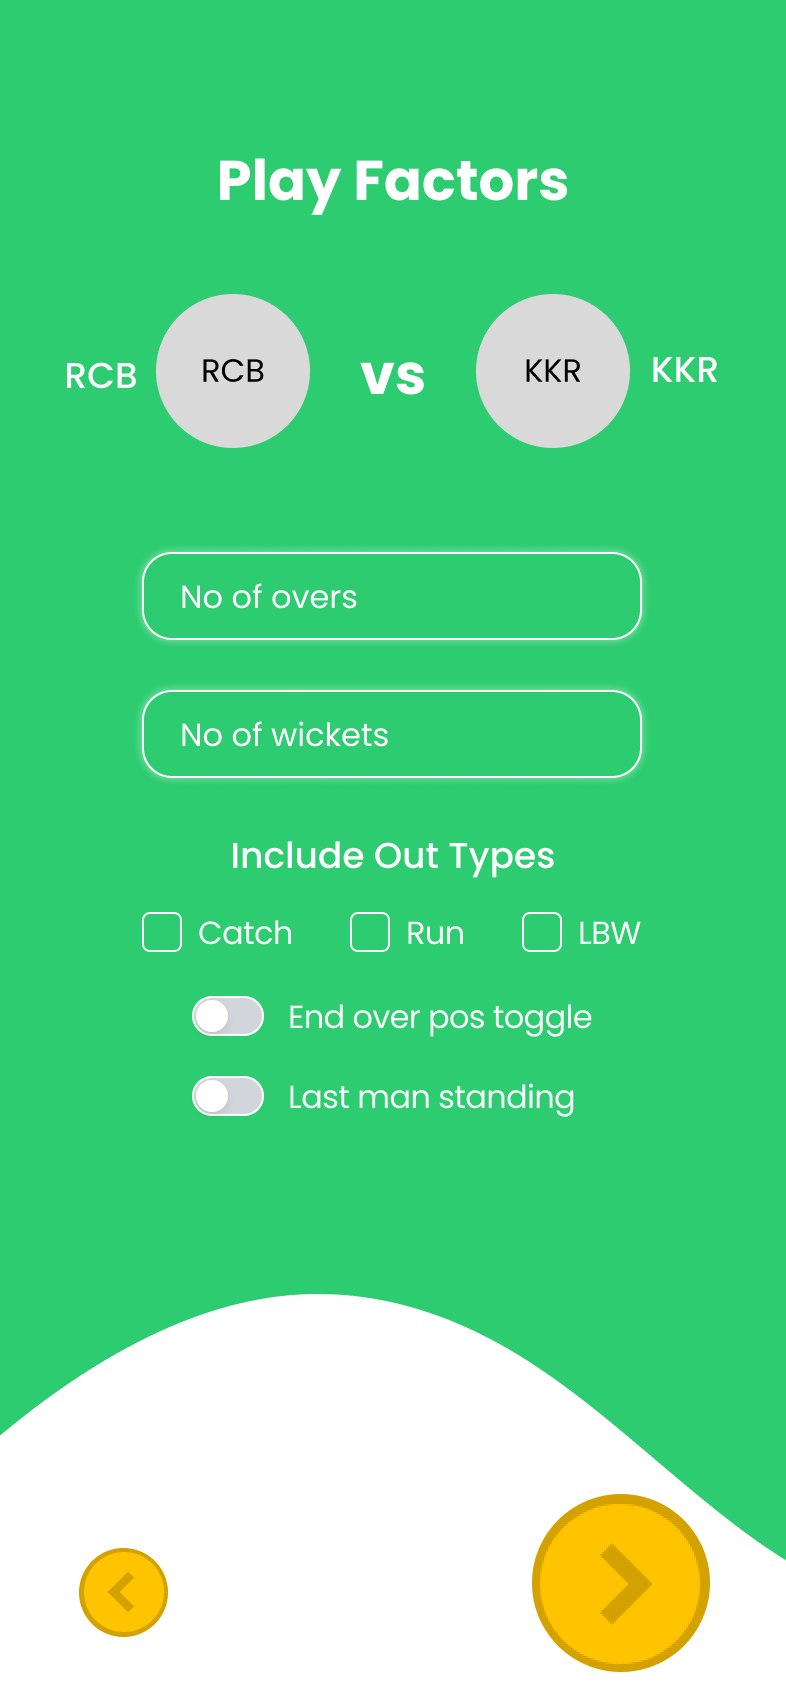 Play Factors
RCB RCB vs KKR KKR
No of overs
No of wickets
Include Out Types
Catch Run LBW
End over pos toggle
Last man standing